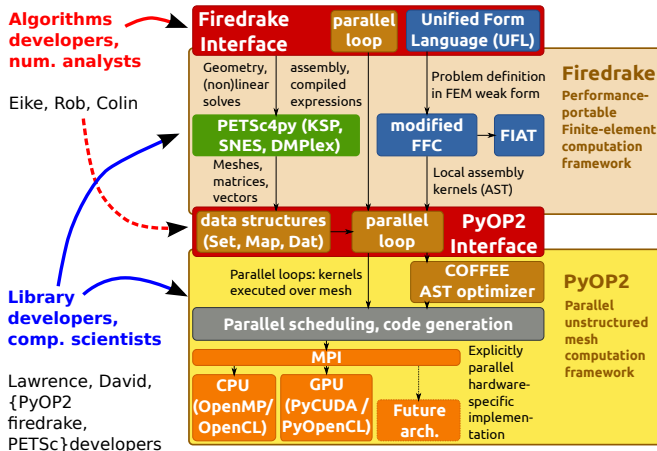 Algorithms
developers,
num. analysts
Eike, Rob, Colin
Library
developers,
comp. scientists
Lawrence, David,
{PyOP2
firedrake,
PETSc}developers
Firedrake
Interface
parallel
loop
Unified Form
Language (UFL)
Geometry,
(non)linear
solves
assembly,
compiled
expressions
Problem definition
in FEM weak form
Firedrake
Performance-
portable
Finite-element
computation
framework
PETSc4py (KSP,
SNES, DMPlex)
modified
FFC
FIAT
Meshes,
matrices,
vectors
Local assembly
kernels (AST)
data structures
(Set, Map, Dat)
parallel
loop
PyOP2
Interface
Parallel loops: kernels
executed over mesh
COFFEE
AST optimizer
PyOP2
Parallel
unstructured
mesh
computation
framework
Parallel scheduling, code generation
MPI
CPU
(OpenMP/
OpenCL)
GPU
(PyCUDA /
PyOpenCL)
Future
arch.
Explicitly
parallel
hardware-
specific
implemen-
tation